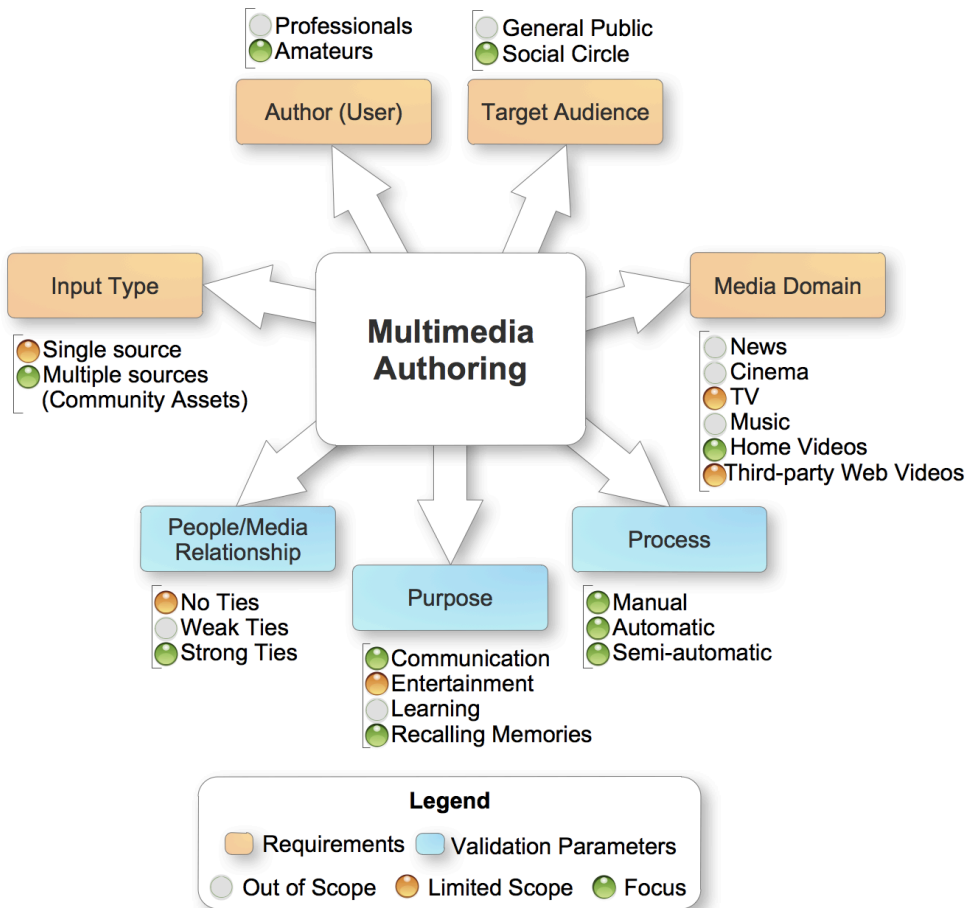 Professionals
Amateurs
General Public
Social Circle
Author (User)
Target Audience
Input Type
Single source
Multiple sources
(Community Assets)
Multimedia
Authoring
Media Domain
News
Cinema
TV
Music
Home Videos
Third-party Web Videos
People/Media
Relationship
No Ties
Weak Ties
Strong Ties
Purpose
Communication
Entertainment
Learning
Recalling Memories
Process
Manual
Automatic
Semi-automatic
Legend
Requirements
Validation Parameters
Out of Scope
Limited Scope
Focus